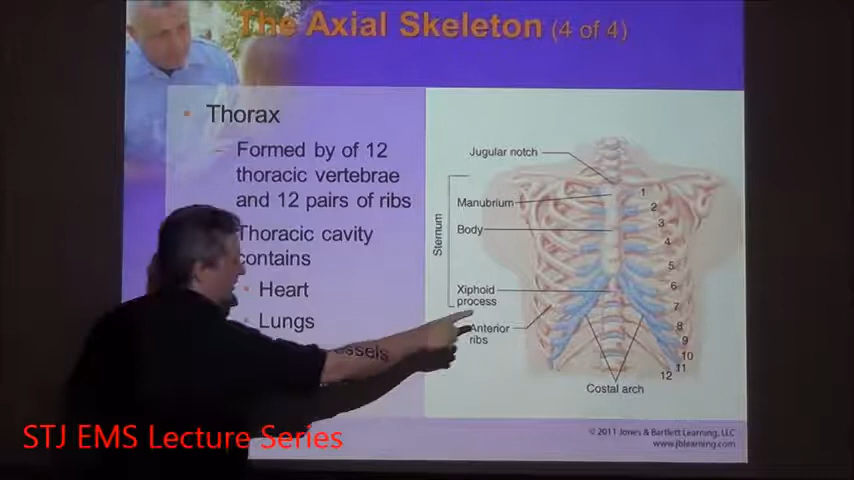 The Axial Skeleton (4 of 4)
Thorax
– Formed by of 12
thoracic vertebrae
and 12 pairs of ribs
Thoracic cavity
contains
Heart
Lungs
Jugular notch
Manubrium
Body
Sternum
Xiphoid
process
Anterior
ribs
Costal arch
1
2
3
4
5
6
7
8
9
10
11
12
© 2011 Jones & Bartlett Learning, LLC
www.jblearning.com
STJ EMS Lecture Series